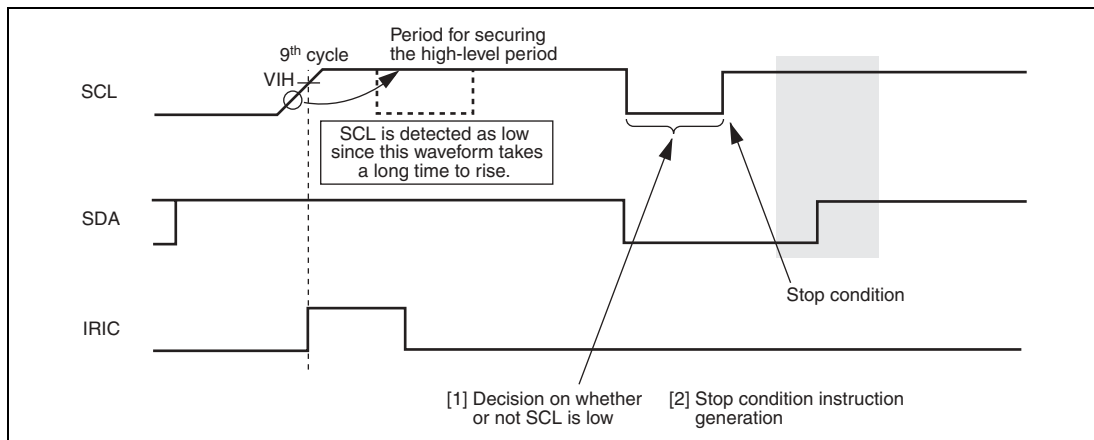 Period for securing
the high-level period
9th cycle
VIH
SCL
SCL is detected as low
since this waveform takes
a long time to rise.
SDA
Stop condition
IRIC
[1] Decision on whether
or not SCL is low
[2] Stop condition instruction
generation